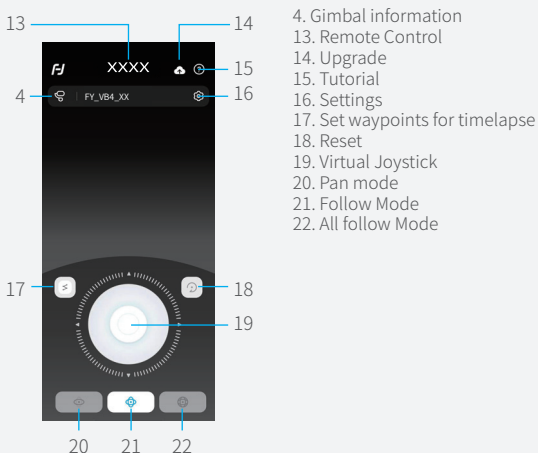 13
14
XXXX
15
4
FY_VB4_XX
16
17
18
19
20
21
22
4. Gimbal information
13. Remote Control
14. Upgrade
15. Tutorial
16. Settings
17. Set waypoints for timelapse
18. Reset
19. Virtual Joystick
20. Pan mode
21. Follow Mode
22. All follow Mode